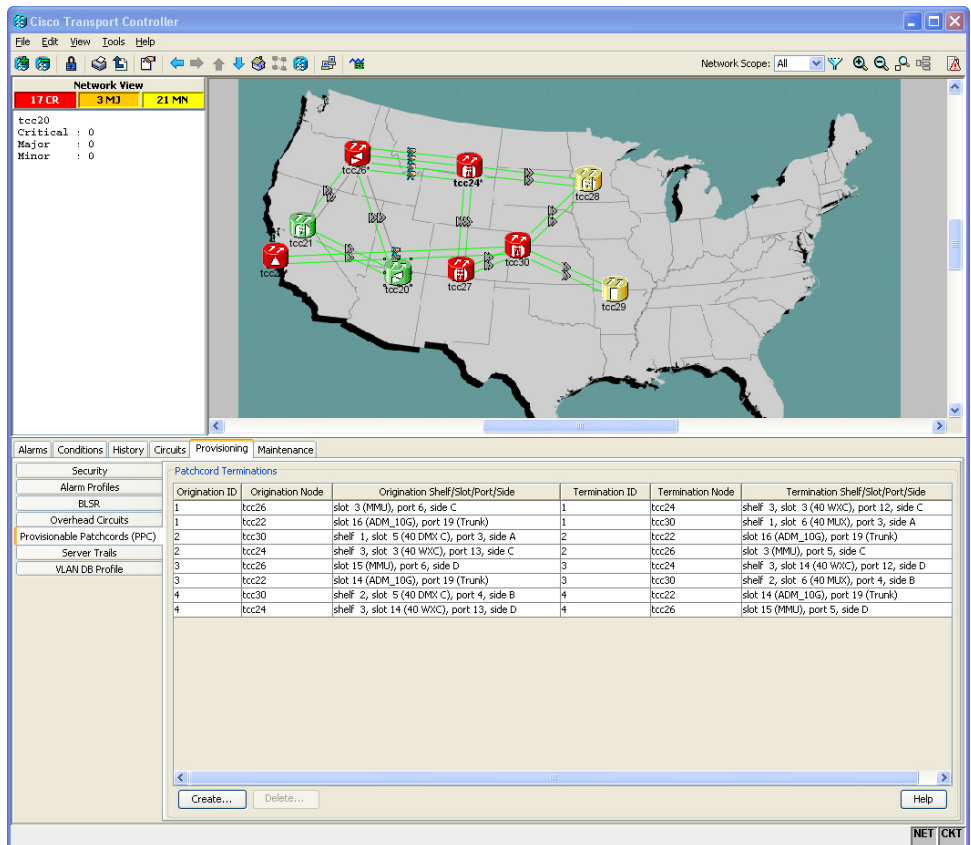 Cisco Transport Controller
File Edit View Tools Help
Network Scope: All
Network View
17 CR 3 MJ 21 MN
tcc20
Critical : 0
Major : 0
Minor : 0
tcc26*
tcc24*
tcc28
tcc21
tcc30
tcc20*
tcc27
tcc29
Alarms Conditions History Circuits Provisioning Maintenance
Security
Alarm Profiles
BLSR
Overhead Circuits
Provisionable Patchcords (PPC)
Server Trails
VLAN DB Profile
Patchcord Terminations
Origination ID Origination Node Origination Shelf/Slot/Port/Side Termination ID Termination Node Termination Shelf/Slot/Port/Side
1 tcc26 slot 3 (MMU), port 6, side C 1 tcc24 shelf 3, slot 3 (40 WXC), port 12, side C
1 tcc22 slot 16 (ADM_10G), port 19 (Trunk) 1 tcc30 shelf 1, slot 6 (40 MUX), port 3, side A
2 tcc30 shelf 1, slot 5 (40 DMX C), port 3, side A 2 tcc22 slot 16 (ADM_10G), port 19 (Trunk)
2 tcc24 shelf 3, slot 3 (40 WXC), port 13, side C 2 tcc26 slot 3 (MMU), port 5, side C
3 tcc26 slot 15 (MMU), port 6, side D 3 tcc24 shelf 3, slot 14 (40 WXC), port 12, side D
3 tcc22 slot 14 (ADM_10G), port 19 (Trunk) 3 tcc30 shelf 2, slot 6 (40 MUX), port 4, side B
4 tcc30 shelf 2, slot 5 (40 DMX C), port 4, side B 4 tcc22 slot 14 (ADM_10G), port 19 (Trunk)
4 tcc24 shelf 3, slot 14 (40 WXC), port 13, side D 4 tcc26 slot 15 (MMU), port 5, side D
Create... Delete... Help
NET CKT